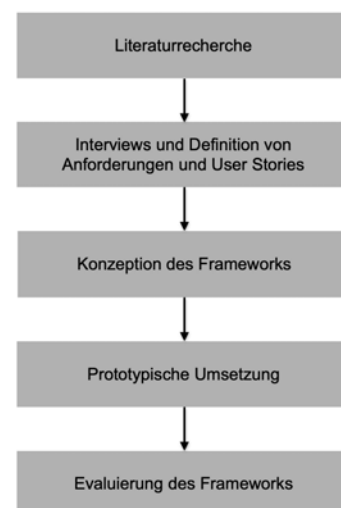 Literaturrecherche
Interviews und Definition von
Anforderungen und User Stories
Konzeption des Frameworks
Prototypische Umsetzung
Evaluierung des Frameworks